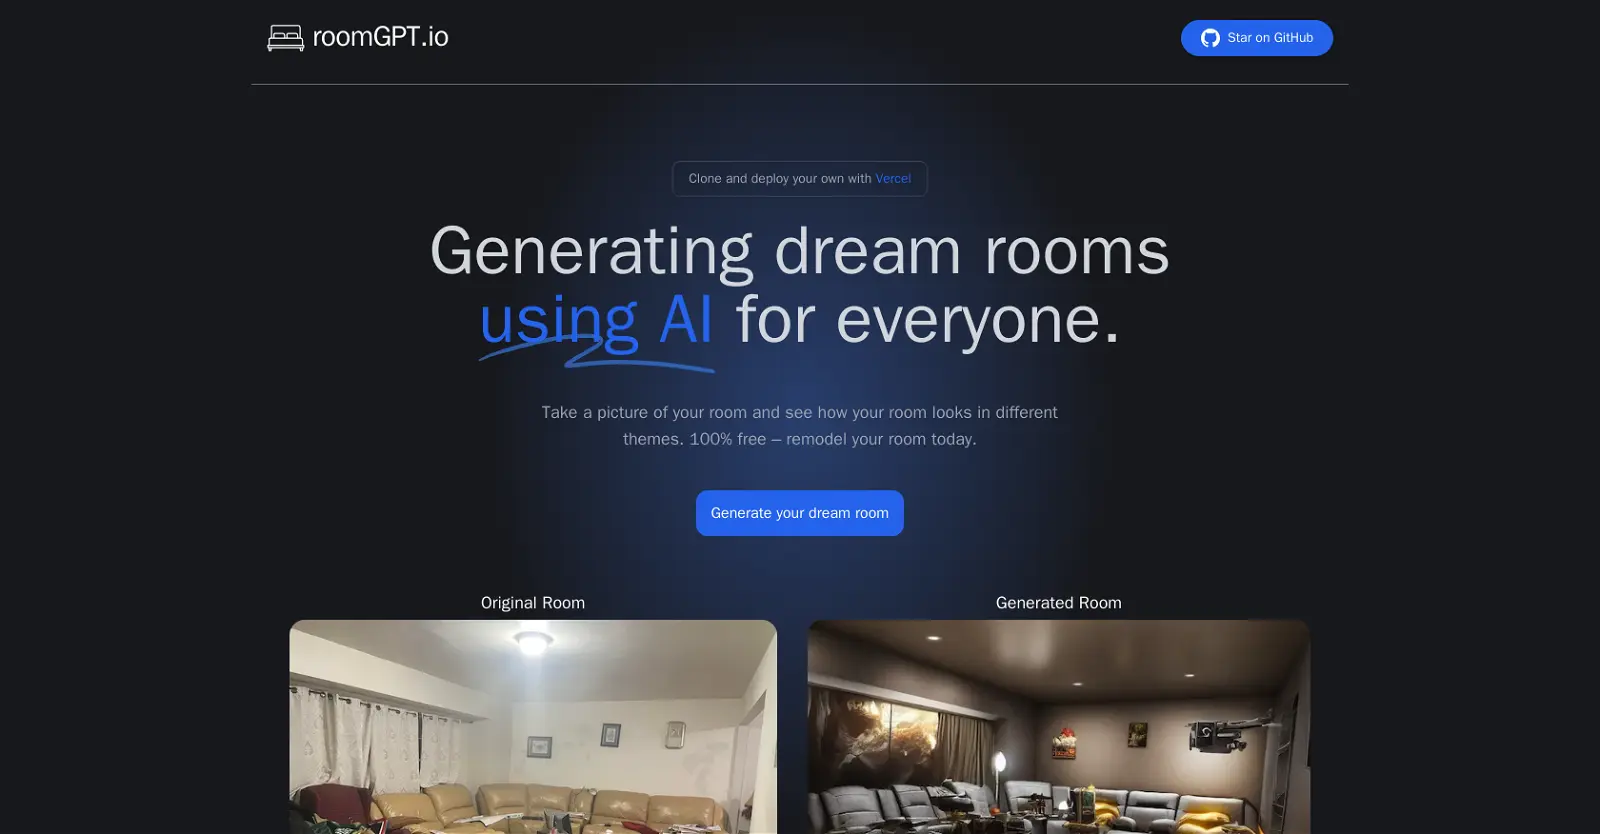 roomGPT.io
Star on GitHub
Clone and deploy your own with Vercel
Generating dream rooms
using AI for everyone.
Take a picture of your room and see how your room looks in different
themes. 100% free – remodel your room today.
Generate your dream room
Original Room
Generated Room